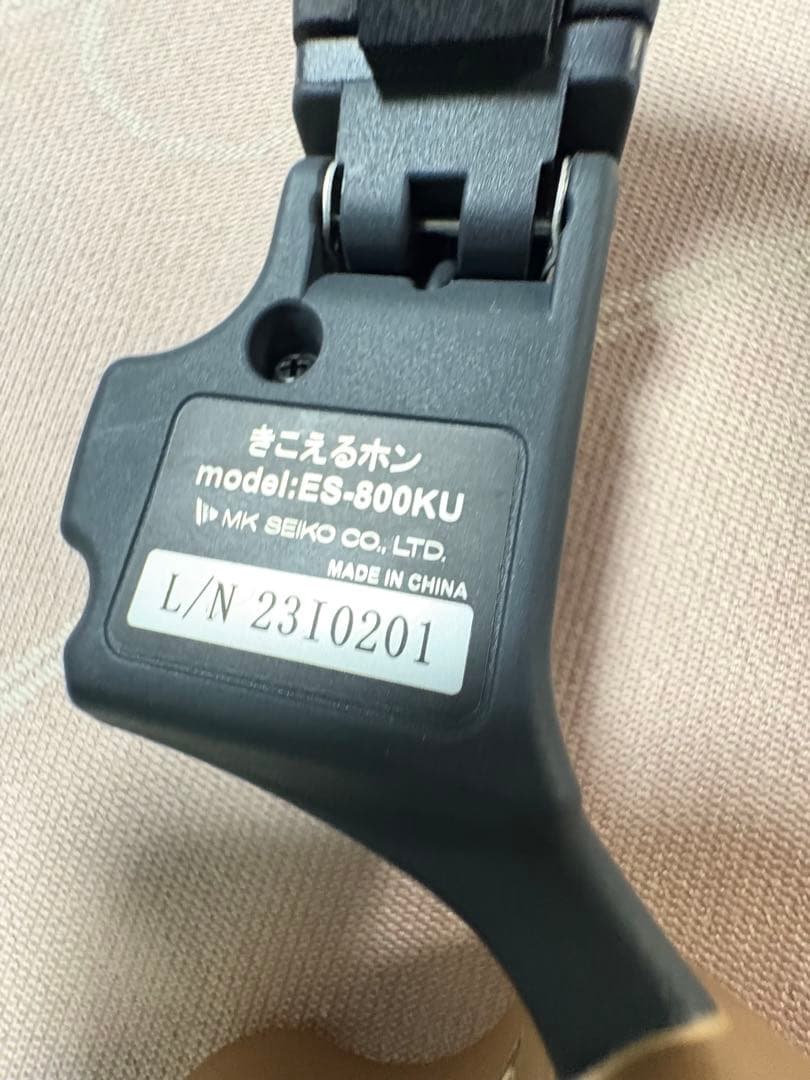 きこえるホン
model:ES-800KU
MK SEIKO CO., LTD.
MADE IN CHINA
L/N 23I0201